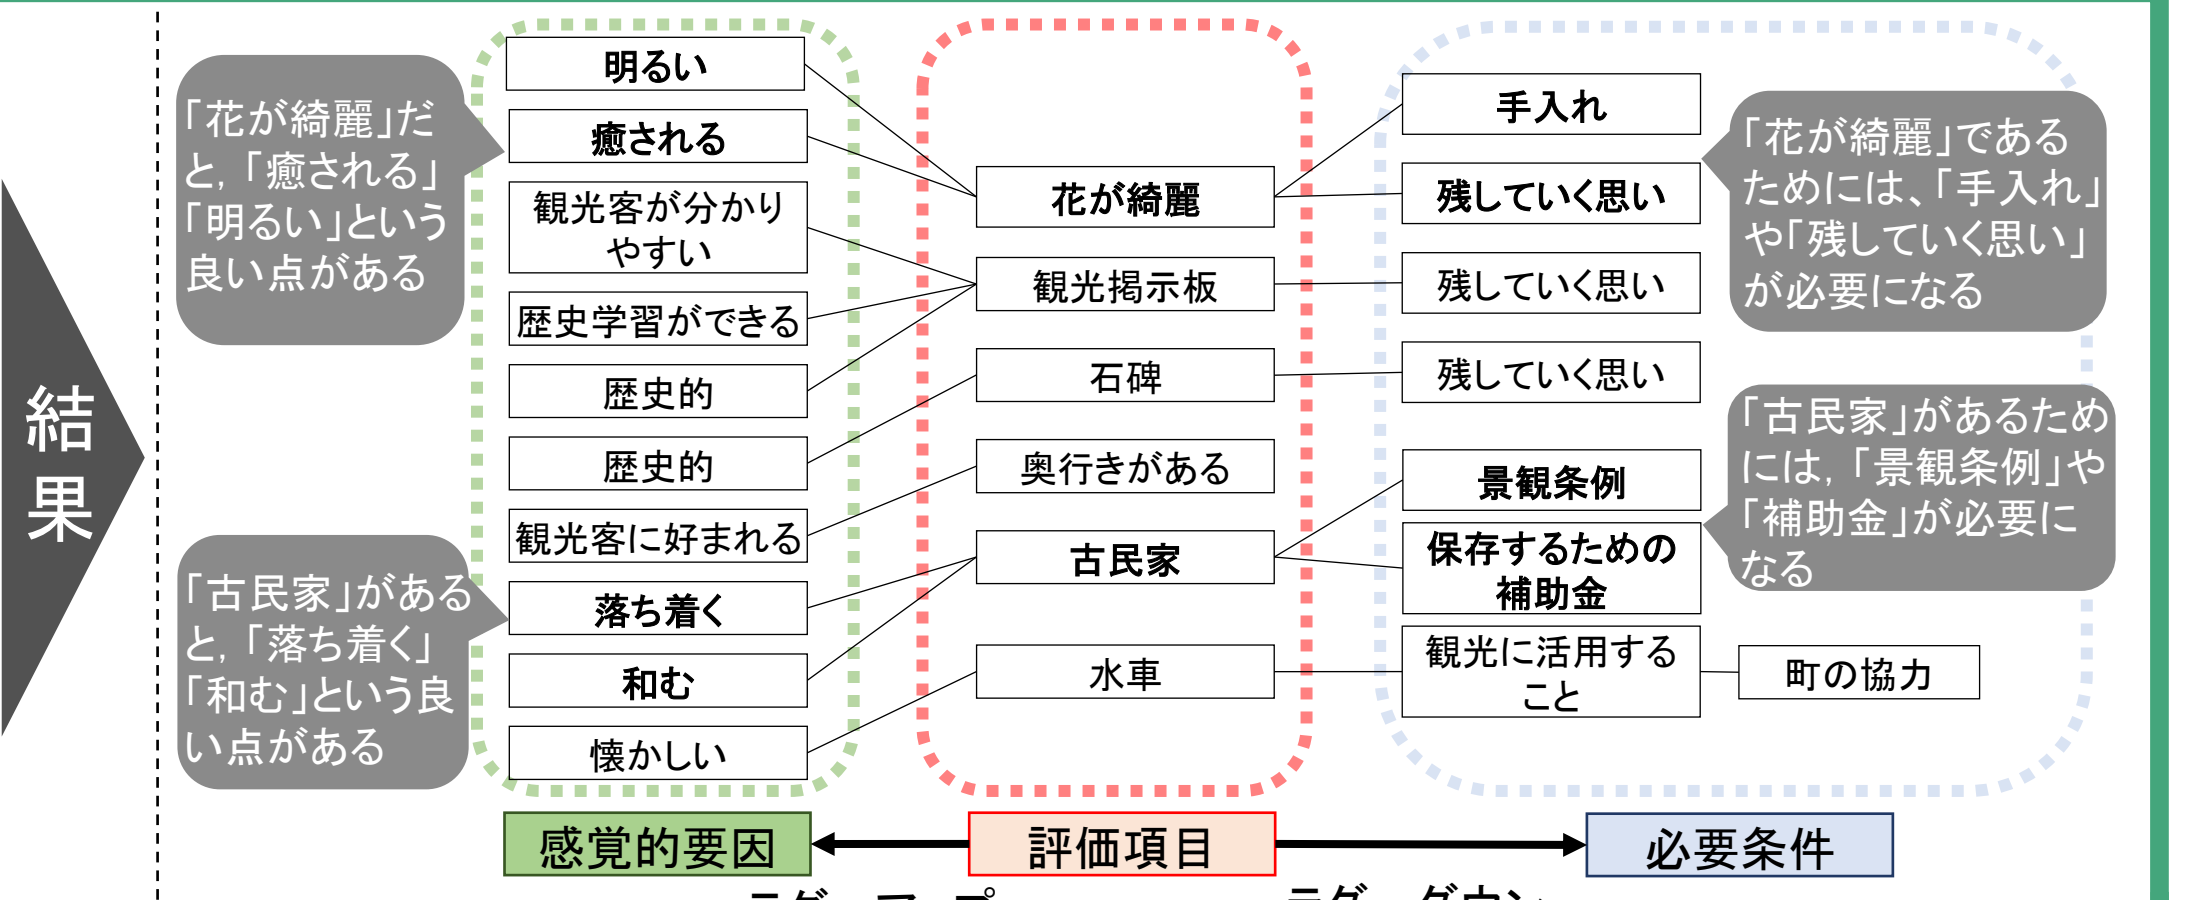 結
果
「花が綺麗」だ
と,「癒される」
「明るい」という
良い点がある
「古民家」がある
と,「落ち着く」
「和む」という良
い点がある
明るい
癒される
観光客が分かり
やすい
歴史学習ができる
歴史的
歴史的
観光客に好まれる
落ち着く
和む
懐かしい
感覚的要因
花が綺麗
観光掲示板
石碑
奥行きがある
古民家
水車
評価項目
手入れ
残していく思い
残していく思い
残していく思い
景観条例
保存するための
補助金
観光に活用する
こと
町の協力
必要条件
「花が綺麗」である
ためには、「手入れ」
や「残していく思い」
が必要になる
「古民家」があるため
には,「景観条例」や
「補助金」が必要に
なる